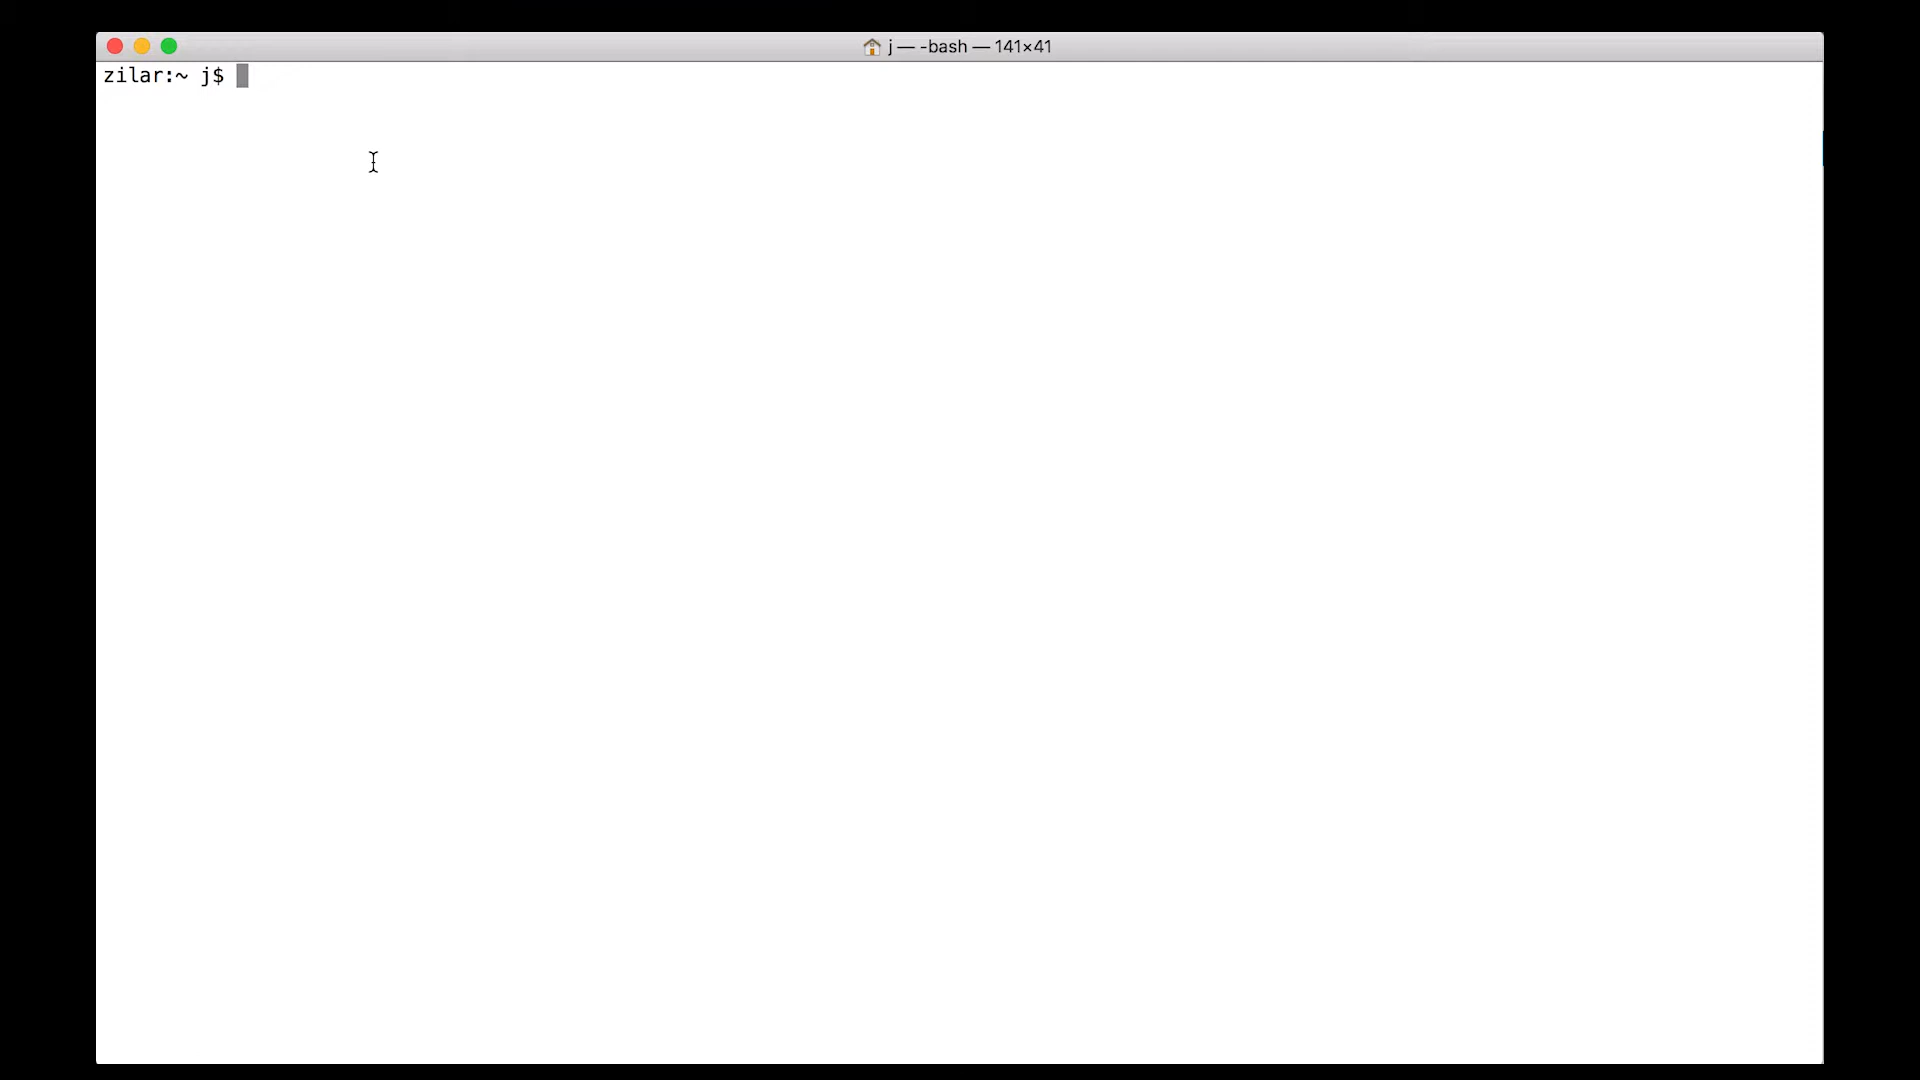 j — -bash — 141×41
zilar:~ j$